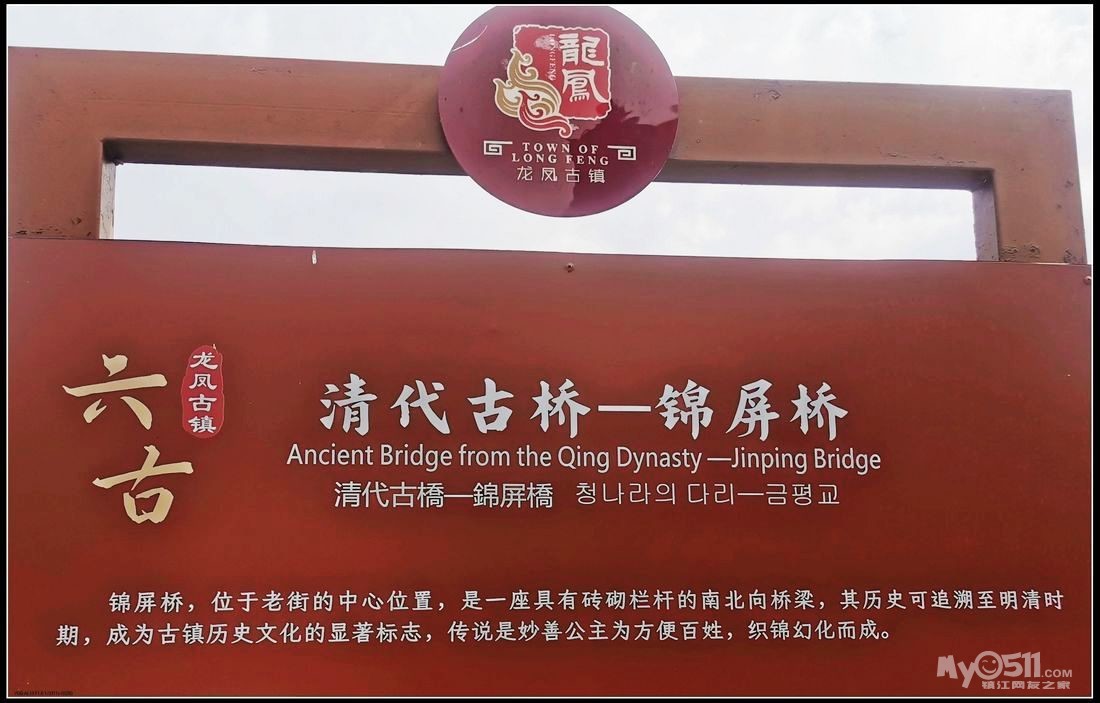 龍鳳
LONGFENG
TOWN OF
LONG FENG
龙凤古镇
六古
龙凤古镇
清代古桥—锦屏桥
Ancient Bridge from the Qing Dynasty—Jinping Bridge
清代古橋—錦屏橋 청나라의 다리—금평교
锦屏桥，位于老街的中心位置，是一座具有砖砌栏杆的南北向桥梁，其历史可追溯至明清时
期，成为古镇历史文化的显著标志，传说是妙善公主为方便百姓，织锦幻化而成。
My0511.COM
镇江网友之家